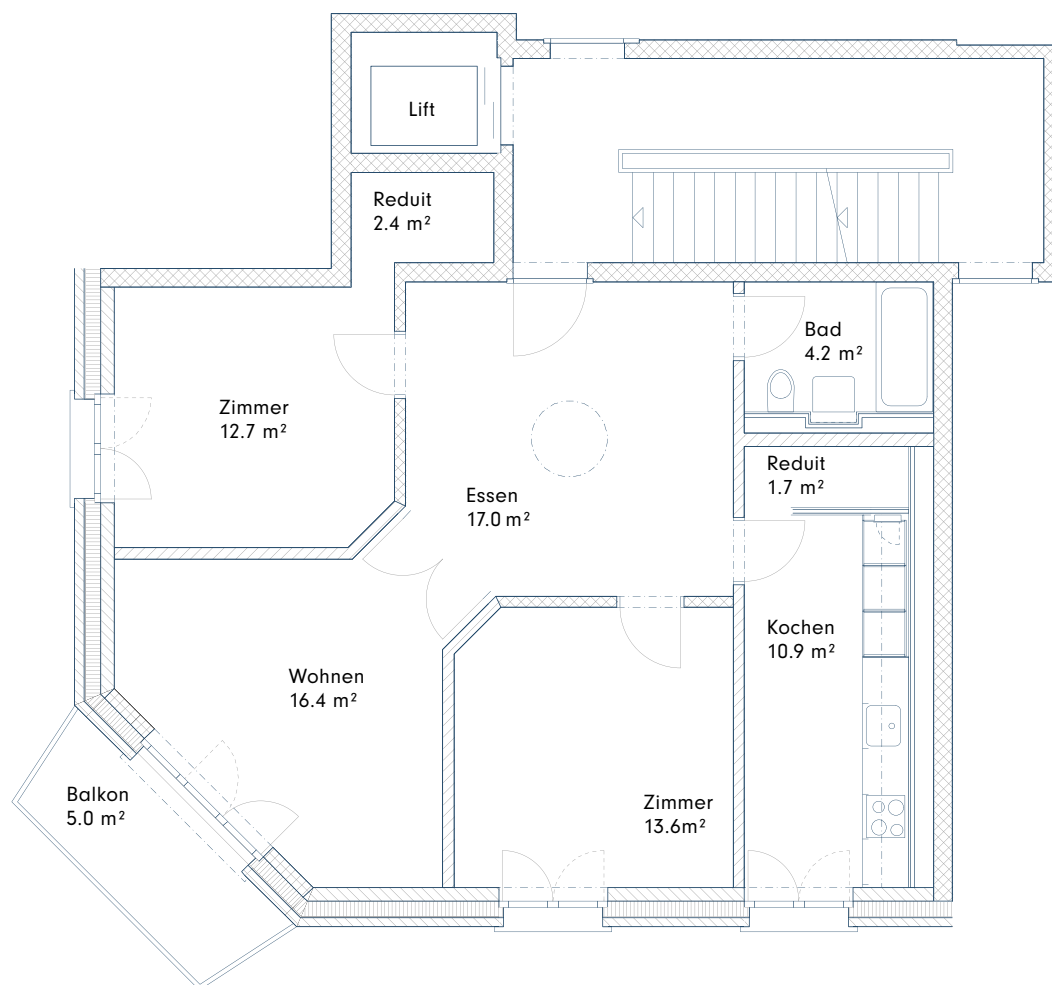 Lift
Reduit
2.4 m²
Bad
4.2 m²
Zimmer
12.7 m²
Essen
17.0 m²
Reduit
1.7 m²
Kochen
10.9 m²
Wohnen
16.4 m²
Balkon
5.0 m²
Zimmer
13.6m²